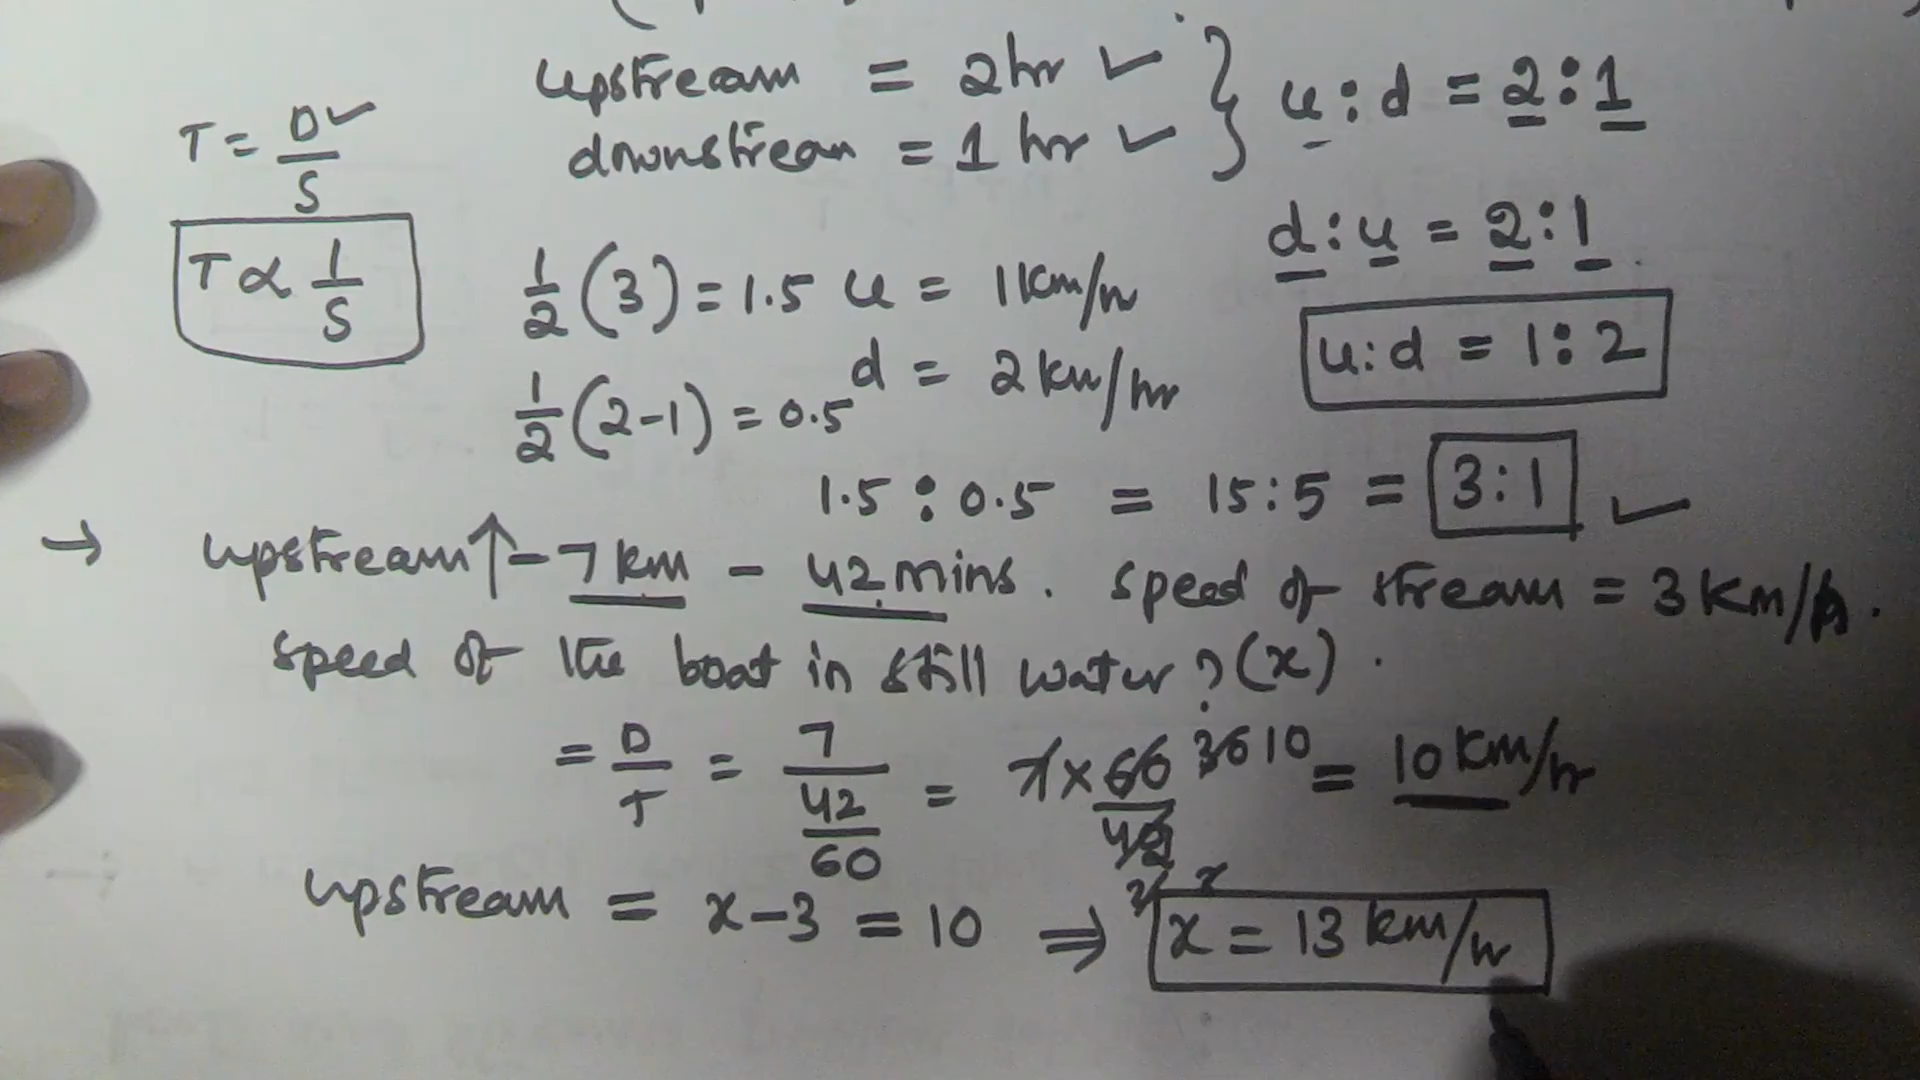 upstream = 2hr ✓ } u:d = 2:1
downstream = 1 hr ✓
T = D✓/S
d:u = 2:1
T ∝ 1/S
1/2 (3) = 1.5 u = 1km/hr
u:d = 1:2
d = 2km/hr
1/2 (2-1) = 0.5
1.5 : 0.5 = 15:5 = 3:1 ✓
→ upstream ↑ - 7 km - 42 mins. speed of stream = 3 km/h.
speed of the boat in still water? (x).
= D/T = 7/(42/60) = 7 × 60/42 10 = 10 km/hr
upstream = x-3 = 10 ⇒ x = 13 km/hr